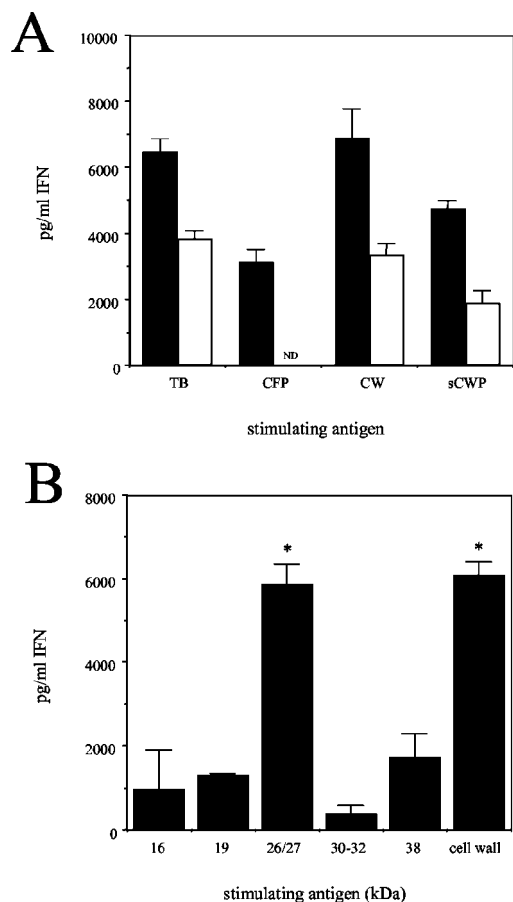 A
10000
8000
6000
4000
2000
0
pg/ml IFN
ND
TB CFP CW sCWP
stimulating antigen
B
8000
6000
4000
2000
0
pg/ml IFN
* *
16 19 26/27 30-32 38 cell wall
stimulating antigen (kDa)